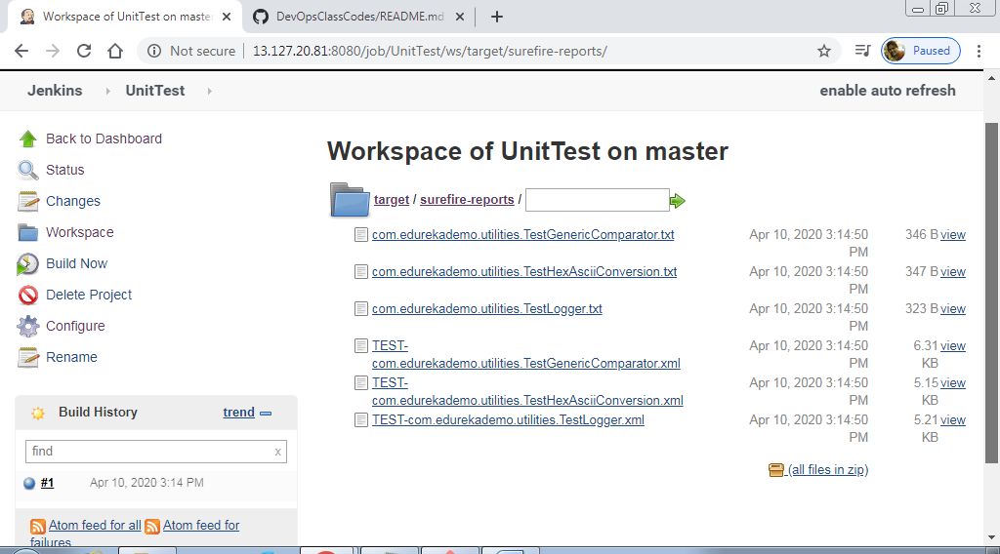 Workspace of UnitTest on master
DevOpsClassCodes/README.md
Not secure 13.127.20.81:8080/job/UnitTest/ws/target/surefire-reports/
Paused
Jenkins UnitTest enable auto refresh
Back to Dashboard
Status
Changes
Workspace
Build Now
Delete Project
Configure
Rename
Build History trend
find x
#1 Apr 10, 2020 3:14 PM
Atom feed for all Atom feed for
failures
Workspace of UnitTest on master
target / surefire-reports /
com.edurekademo.utilities.TestGenericComparator.txt Apr 10, 2020 3:14:50 346 B view
PM
com.edurekademo.utilities.TestHexAsciiConversion.txt Apr 10, 2020 3:14:50 347 B view
PM
com.edurekademo.utilities.TestLogger.txt Apr 10, 2020 3:14:50 323 B view
PM
TEST- Apr 10, 2020 3:14:50 6.31 view
com.edurekademo.utilities.TestGenericComparator.xml PM KB
TEST- Apr 10, 2020 3:14:50 5.15 view
com.edurekademo.utilities.TestHexAsciiConversion.xml PM KB
TEST-com.edurekademo.utilities.TestLogger.xml Apr 10, 2020 3:14:50 5.21 view
PM KB
(all files in zip)